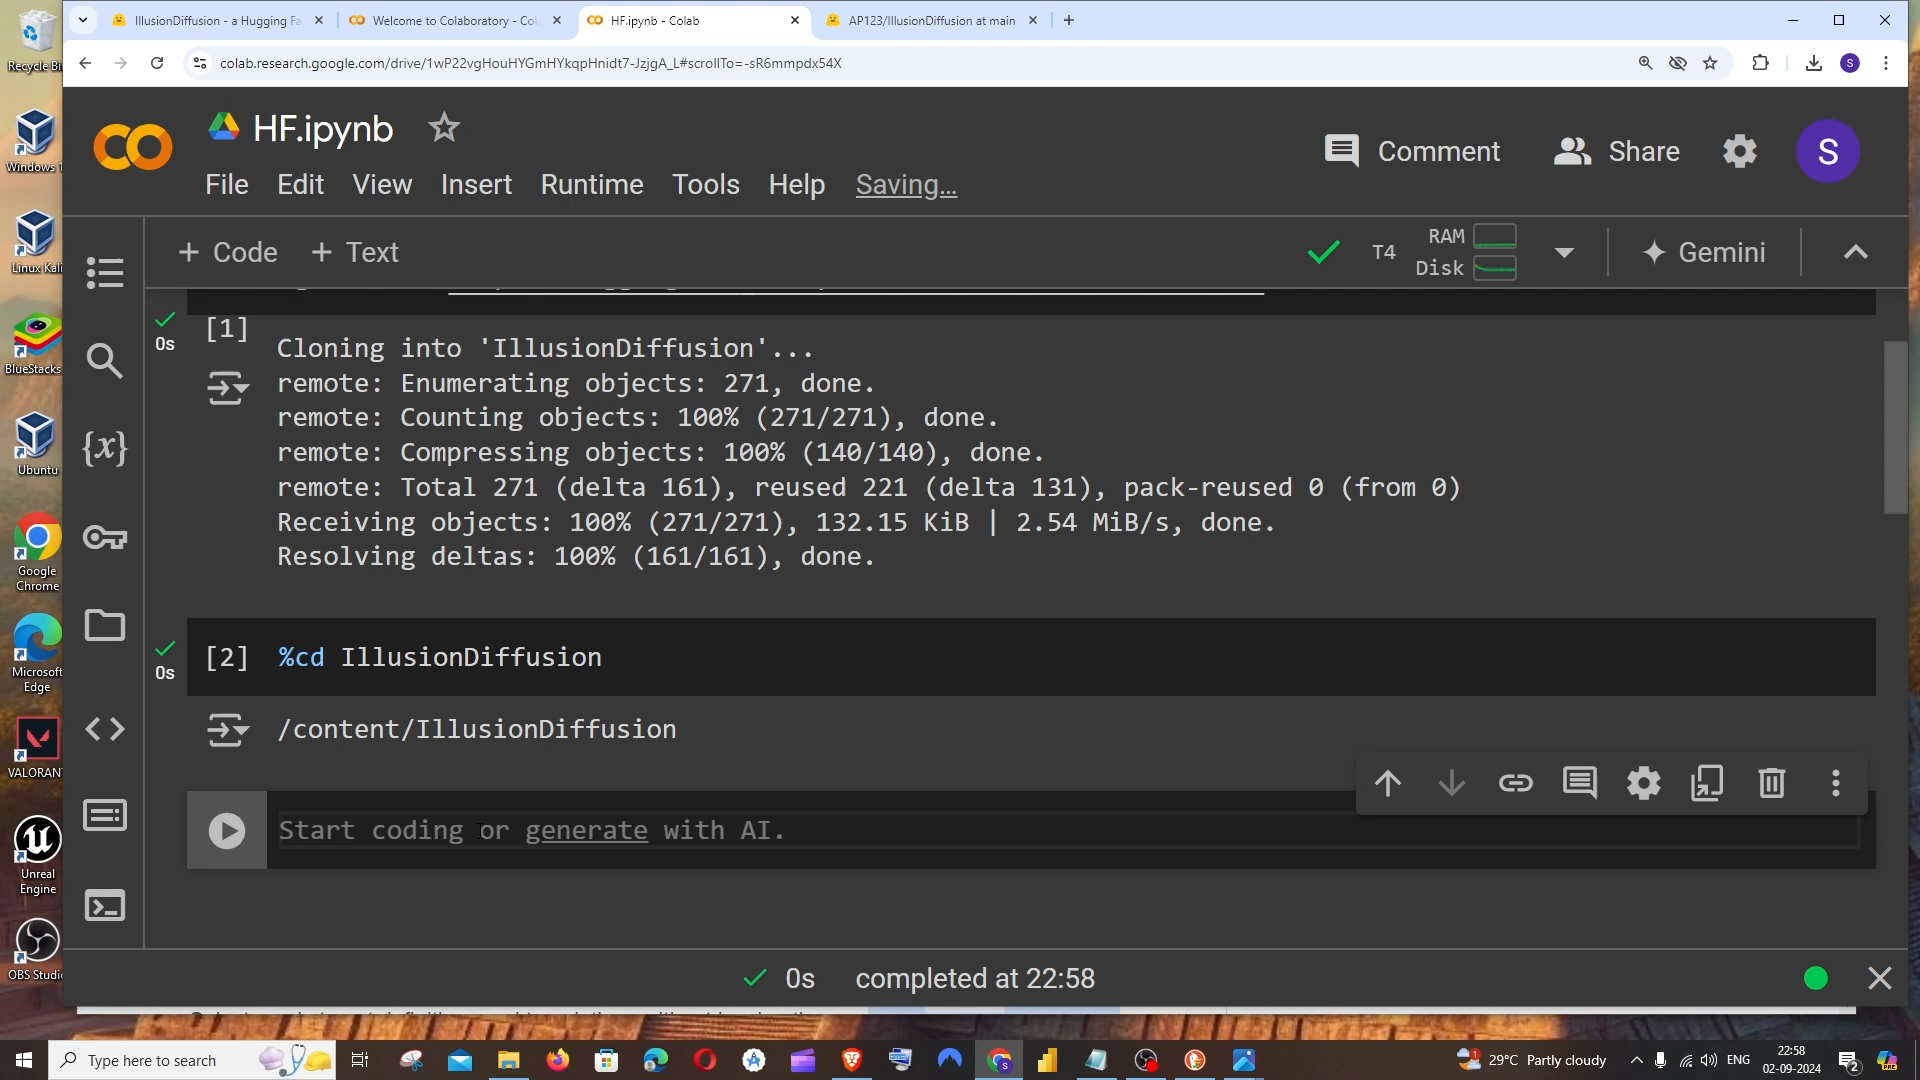 Recycle Bi
Windows 1
Linux Kali
BlueStacks
Ubuntu
Google
Chrome
Microsoft
Edge
VALORAN
Unreal
Engine
OBS Studi
IllusionDiffusion - a Hugging Fa
Welcome to Colaboratory - Col
HF.ipynb - Colab
AP123/IllusionDiffusion at main
colab.research.google.com/drive/1wP22vgHouHYGmHYkqpHnidt7-JzjgA_L#scrollTo=-sR6mmpdx54X
S
HF.ipynb
Comment
Share
S
File Edit View Insert Runtime Tools Help Saving...
+ Code + Text
T4
RAM
Disk
Gemini
0s
[1]
Cloning into 'IllusionDiffusion'...
remote: Enumerating objects: 271, done.
remote: Counting objects: 100% (271/271), done.
remote: Compressing objects: 100% (140/140), done.
remote: Total 271 (delta 161), reused 221 (delta 131), pack-reused 0 (from 0)
Receiving objects: 100% (271/271), 132.15 KiB | 2.54 MiB/s, done.
Resolving deltas: 100% (161/161), done.
0s
[2] %cd IllusionDiffusion
/content/IllusionDiffusion
Start coding or generate with AI.
{x}
0s completed at 22:58
Type here to search
29°C Partly cloudy
ENG
22:58
02-09-2024
2